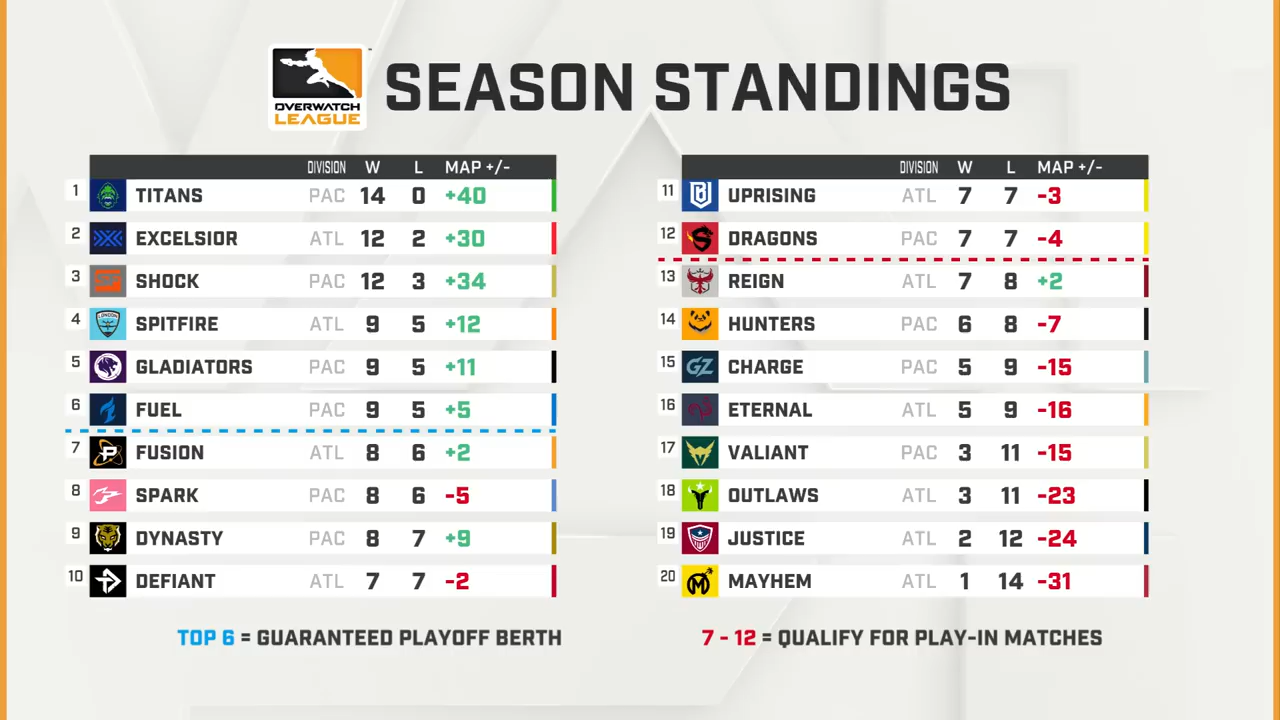 OVERWATCH
LEAGUE
™
SEASON STANDINGS
DIVISION W L MAP +/-
1 TITANS PAC 14 0 +40
2 EXCELSIOR ATL 12 2 +30
3 SF SHOCK PAC 12 3 +34
4 LONDON SPITFIRE ATL 9 5 +12
5 GLADIATORS PAC 9 5 +11
6 FUEL PAC 9 5 +5
7 P FUSION ATL 8 6 +2
8 SPARK PAC 8 6 -5
9 DYNASTY PAC 8 7 +9
10 DEFIANT ATL 7 7 -2
TOP 6 = GUARANTEED PLAYOFF BERTH
DIVISION W L MAP +/-
11 B UPRISING ATL 7 7 -3
12 S DRAGONS PAC 7 7 -4
13 REIGN ATL 7 8 +2
14 HUNTERS PAC 6 8 -7
15 GZ CHARGE PAC 5 9 -15
16 ETERNAL ATL 5 9 -16
17 VALIANT PAC 3 11 -15
18 OUTLAWS ATL 3 11 -23
19 JUSTICE ATL 2 12 -24
20 M MAYHEM ATL 1 14 -31
7 - 12 = QUALIFY FOR PLAY-IN MATCHES